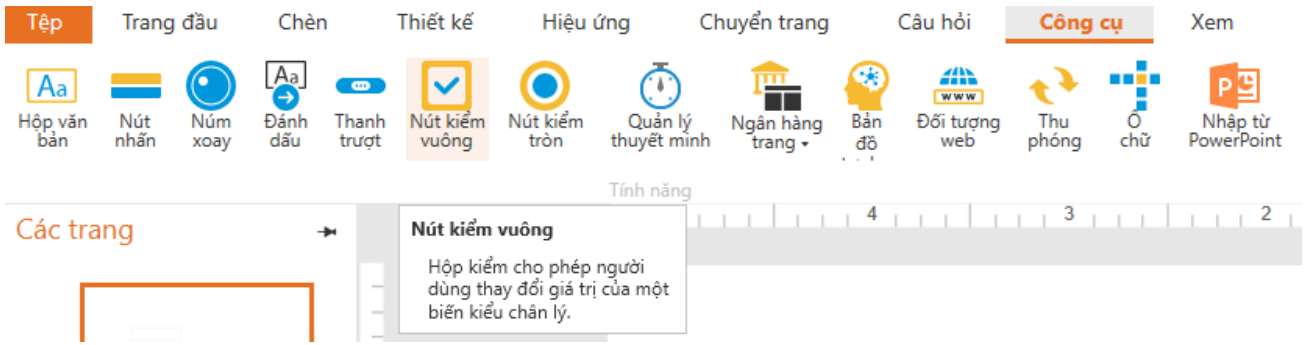 Tệp Trang đầu Chèn Thiết kế Hiệu ứng Chuyển trang Câu hỏi Công cụ Xem
Aa Aa www P
Hộp văn bản
Nút nhấn
Núm xoay
Đánh dấu
Thanh trượt
Nút kiểm vuông
Nút kiểm tròn
Quản lý thuyết minh
Ngân hàng trang
Bản đồ
Đối tượng web
Thu phóng
Ô chữ
Nhập từ PowerPoint
Tính năng
4 3 2
Các trang
Nút kiểm vuông
Hộp kiểm cho phép người
dùng thay đổi giá trị của một
biến kiểu chân lý.